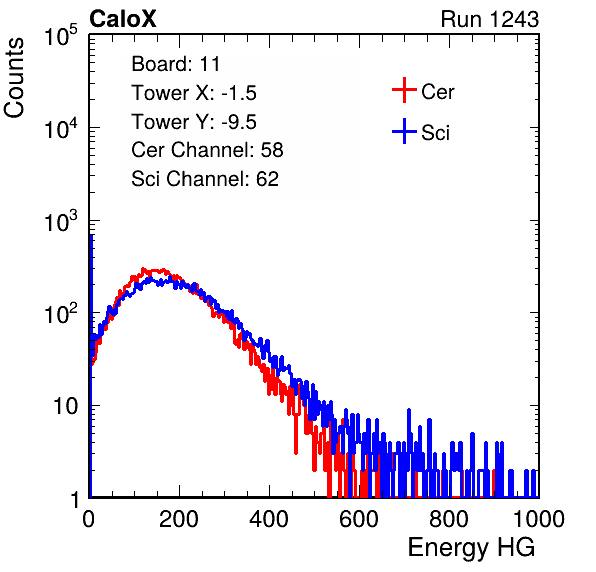 CaloX Run 1243
Counts
Board: 11
Tower X: -1.5
Tower Y: -9.5
Cer Channel: 58
Sci Channel: 62
Cer
Sci
10^5
10^4
10^3
10^2
10
1
0 200 400 600 800 1000
Energy HG